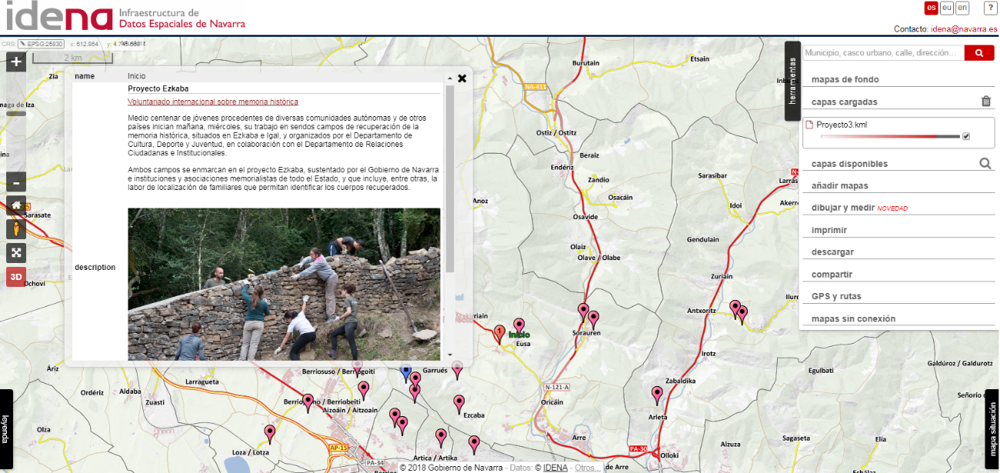 idena Infraestructura de
Datos Espaciales de Navarra
es eu en ?
Contacto: idena@navarra.es
CRS: EPSG:25830 x: 612.864
2 km
+
-
3D
name Inicio
Proyecto Ezkaba
Voluntariado internacional sobre memoria histórica
Medio centenar de jóvenes procedentes de diversas comunidades autónomas y de otros
países inician mañana, miércoles, su trabajo en sendos campos de recuperación de la
memoria histórica, situados en Ezkaba e Igal, y organizados por el Departamento de
Cultura, Deporte y Juventud, en colaboración con el Departamento de Relaciones
Ciudadanas e Institucionales.
Ambos campos se enmarcan en el proyecto Ezkaba, sustentado por el Gobierno de Navarra
e instituciones y asociaciones memorialistas de todo el Estado, y que incluye, entre otras, la
labor de localización de familiares que permitan identificar los cuerpos recuperados.
description
herramientas
Municipio, casco urbano, calle, dirección...
mapas de fondo
capas cargadas
Proyecto3.kml
capas disponibles
añadir mapas
dibujar y medir NOVEDAD
imprimir
descargar
compartir
GPS y rutas
mapas sin conexión
Zia
naga de Iza
Sarasate
Ochovi
Burutain
Etsain
NA-411
Ostiz / Ostitz
Beraiz
Endériz
Zandio
Osacáin
Anoz
Osavide
Olaiz
Olave / Olabe
Sarasibar
Larras
Idoi
Akerr
Gendulain
Zuriain
Ilurc
Antxoritz
1
Inicio
Eusa
Sorauren
Irotz
Zabaldika
Egulbati
Galdúroz / Galdurotz
Áriz
Larragueta
Berriosuso / Berriogoiti
Garrués
Ordériz
Aldaba
Zuasti
Berrio / Berriobeiti
Aizoáin / Aitzoain
Ezcaba
N-121-A
Oricáin
Arleta
Señorío
Olza
Loza / Lotza
AP-15
PA-34
Artica / Artika
Arre
PA-30
Olloki
Alzuza
Sagaseta
Elía
de Arre
leyenda
mapa situación
© 2018 Gobierno de Navarra - Datos: © IDENA - Otros...